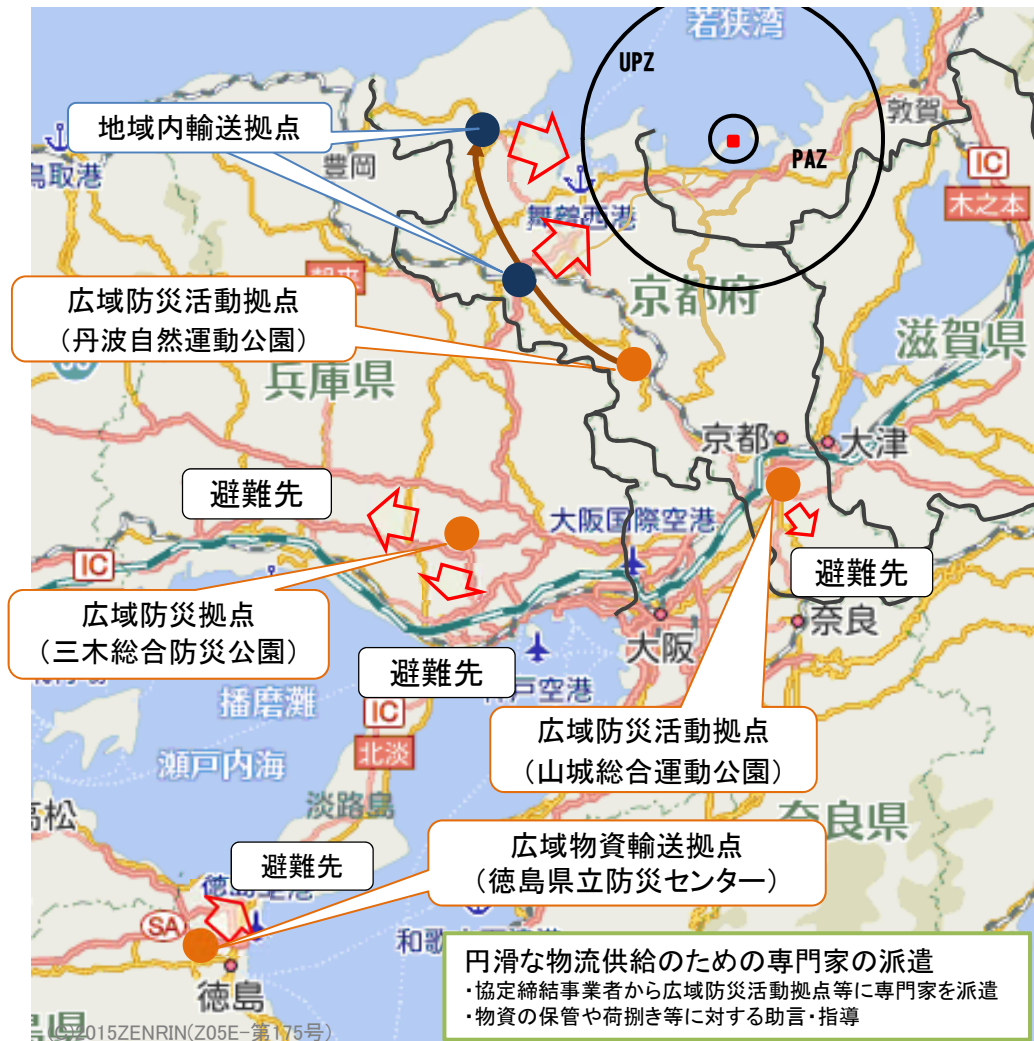 若狭湾
UPZ
PAZ
敦賀
地域内輸送拠点
豊岡
鳥取港
IC
木之本
舞鶴西港
京都府
広域防災活動拠点
（丹波自然運動公園）
滋賀県
兵庫県
京都
大津
避難先
大阪国際空港
IC
避難先
広域防災拠点
（三木総合防災公園）
大阪
奈良
避難先
神戸空港
播磨灘
IC
北淡
広域防災活動拠点
（山城総合運動公園）
瀬戸内海
淡路島
高松
奈良県
避難先
広域物資輸送拠点
（徳島県立防災センター）
SA
徳島
円滑な物流供給のための専門家の派遣
・協定締結事業者から広域防災活動拠点等に専門家を派遣
・物資の保管や荷捌き等に対する助言・指導
(C)2015ZENRIN(Z05E-第175号)